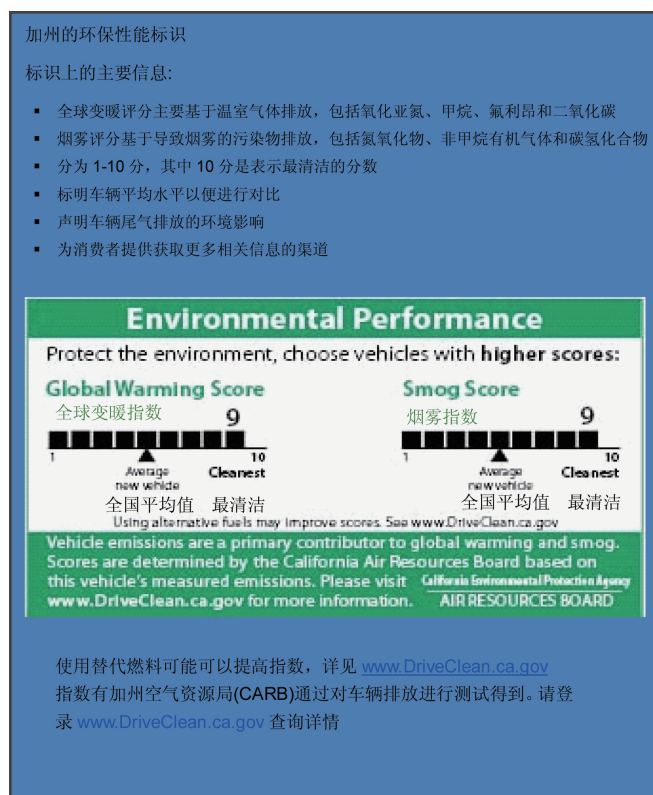 加州的环保性能标识
标识上的主要信息:
▪ 全球变暖评分主要基于温室气体排放，包括氧化亚氮、甲烷、氟利昂和二氧化碳
▪ 烟雾评分基于导致烟雾的污染物排放，包括氮氧化物、非甲烷有机气体和碳氢化合物
▪ 分为 1-10 分，其中 10 分是表示最清洁的分数
▪ 标明车辆平均水平以便进行对比
▪ 声明车辆尾气排放的环境影响
▪ 为消费者提供获取更多相关信息的渠道
Environmental Performance
Protect the environment, choose vehicles with higher scores:
Global Warming Score
全球变暖指数
9
1
10
Average
new vehicle
Cleanest
全国平均值 最清洁
Smog Score
烟雾指数
9
1
10
Average
new vehicle
Cleanest
全国平均值 最清洁
Using alternative fuels may improve scores. See www.DriveClean.ca.gov
Vehicle emissions are a primary contributor to global warming and smog.
Scores are determined by the California Air Resources Board based on
this vehicle's measured emissions. Please visit
www.DriveClean.ca.gov for more information.
California Environmental Protection Agency
AIR RESOURCES BOARD
使用替代燃料可能可以提高指数，详见 www.DriveClean.ca.gov
指数有加州空气资源局(CARB)通过对车辆排放进行测试得到。请登
录 www.DriveClean.ca.gov 查询详情